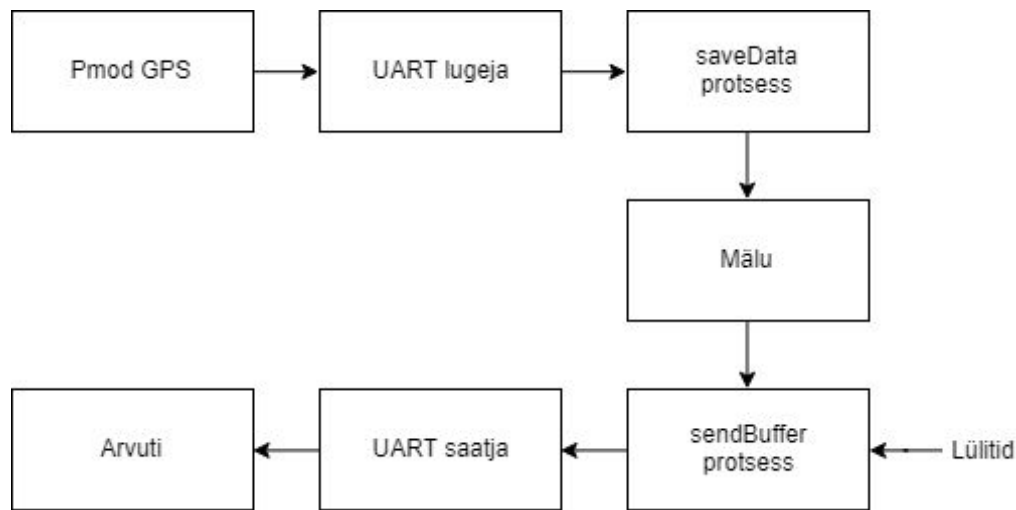 Pmod GPS
UART lugeja
saveData
protsess
Mälu
Arvuti
UART saatja
sendBuffer
protsess
Lülitid